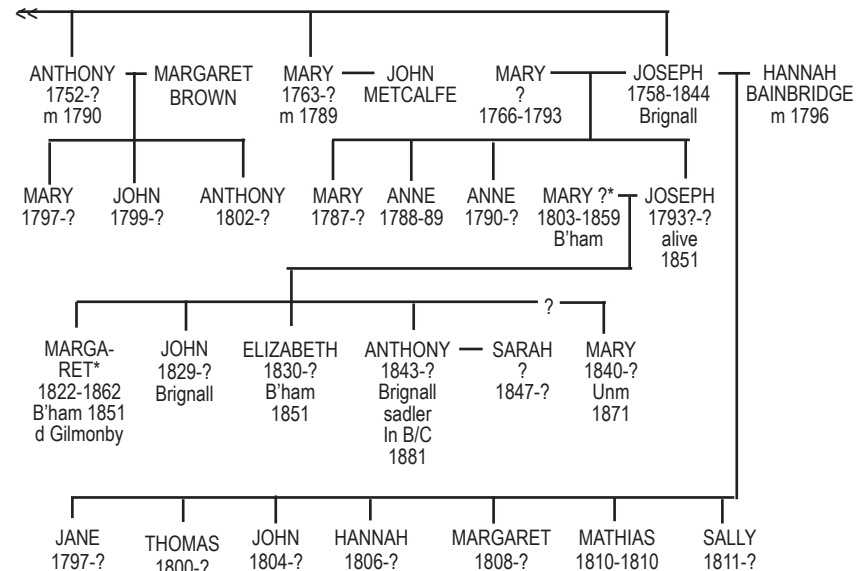 ANTHONY
1752-?
m 1790
MARGARET
BROWN
MARY
1763-?
m 1789
JOHN
METCALFE
MARY
?
1766-1793
JOSEPH
1758-1844
Brignall
HANNAH
BAINBRIDGE
m 1796
MARY
1797-?
JOHN
1799-?
ANTHONY
1802-?
MARY
1787-?
ANNE
1788-89
ANNE
1790-?
MARY ?*
1803-1859
B'ham
JOSEPH
1793?-?
alive
1851
?
MARGA-
RET*
1822-1862
B'ham 1851
d Gilmonby
JOHN
1829-?
Brignall
ELIZABETH
1830-?
B'ham
1851
ANTHONY
1843-?
Brignall
sadler
In B/C
1881
SARAH
?
1847-?
MARY
1840-?
Unm
1871
JANE
1797-?
THOMAS
1800-?
JOHN
1804-?
HANNAH
1806-?
MARGARET
1808-?
MATHIAS
1810-1810
SALLY
1811-?